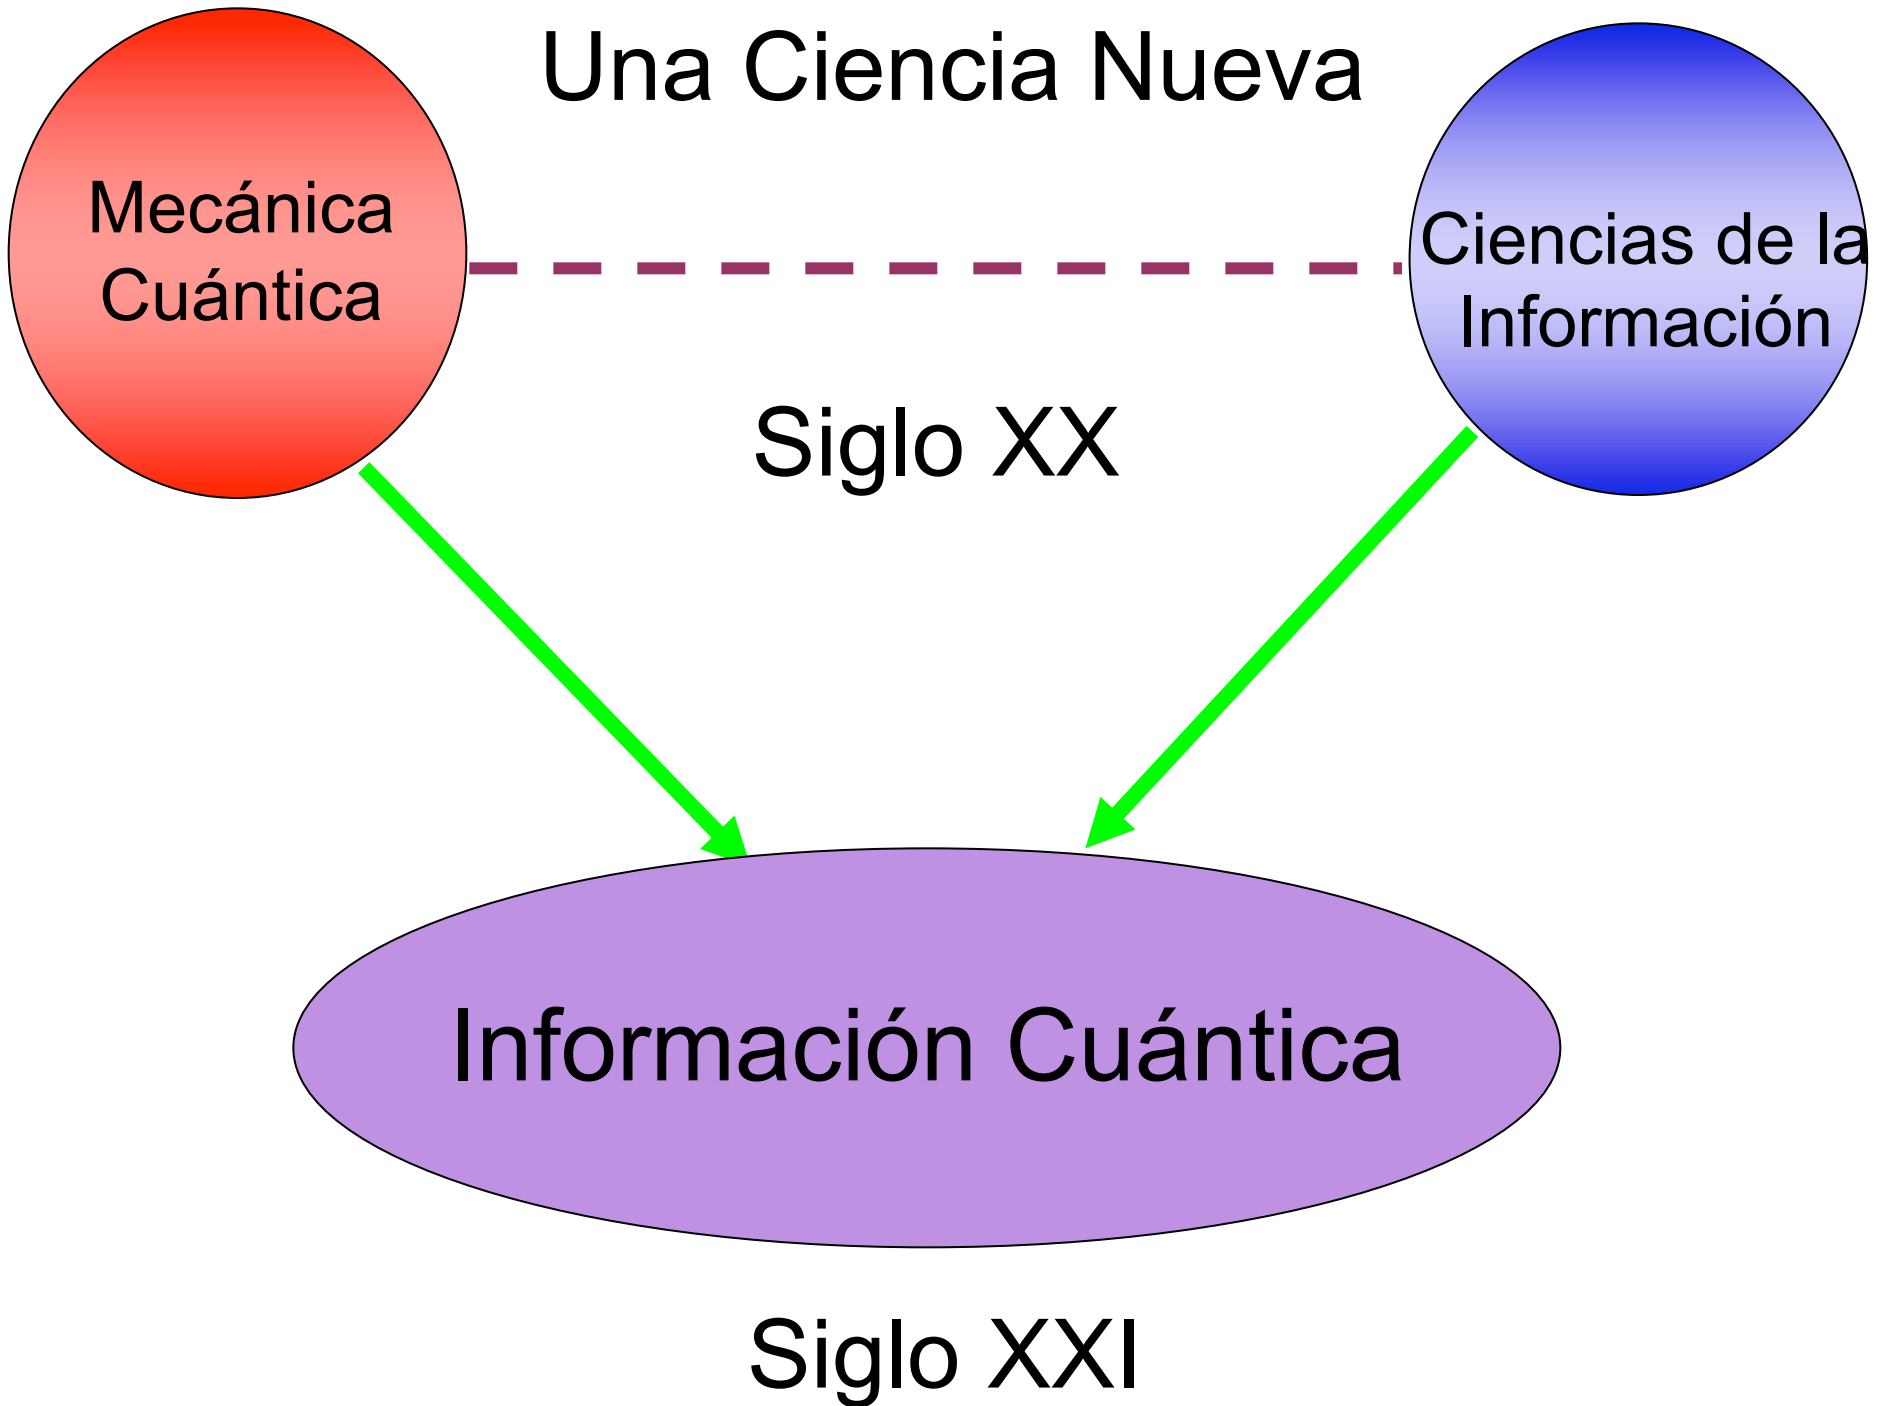 Una Ciencia Nueva
Mecánica
Cuántica
Ciencias de la
Información
Siglo XX
Información Cuántica
Siglo XXI